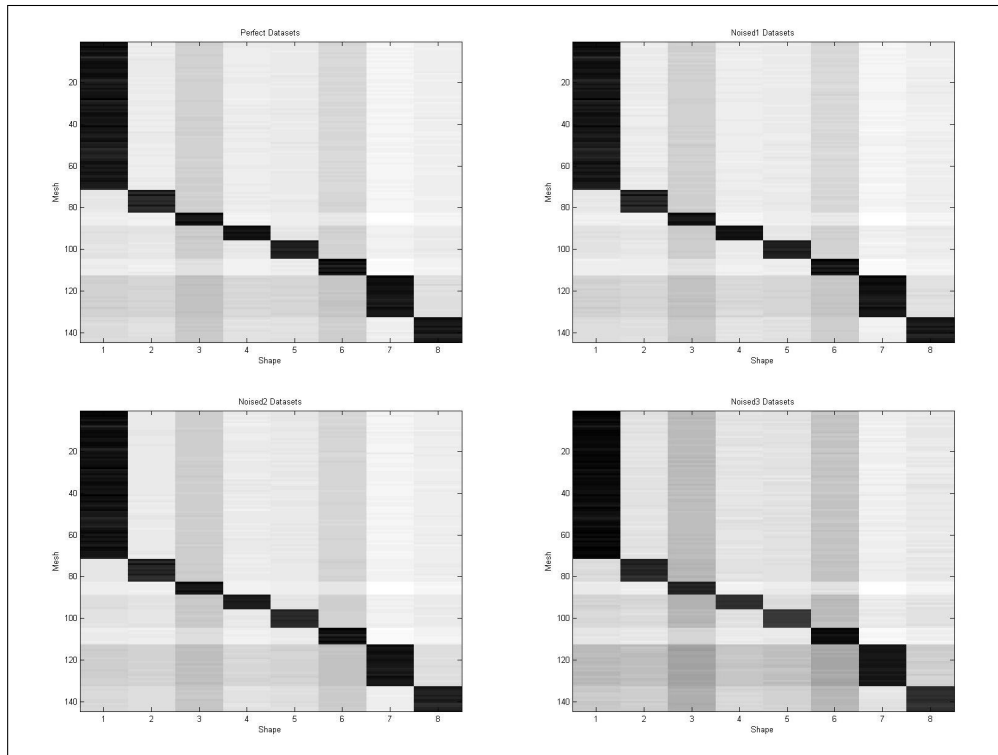 Perfect Datasets
20
40
60
80
100
120
140
Mesh
1 2 3 4 5 6 7 8
Shape
Noised1 Datasets
20
40
60
80
100
120
140
Mesh
1 2 3 4 5 6 7 8
Shape
Noised2 Datasets
20
40
60
80
100
120
140
Mesh
1 2 3 4 5 6 7 8
Shape
Noised3 Datasets
20
40
60
80
100
120
140
Mesh
1 2 3 4 5 6 7 8
Shape